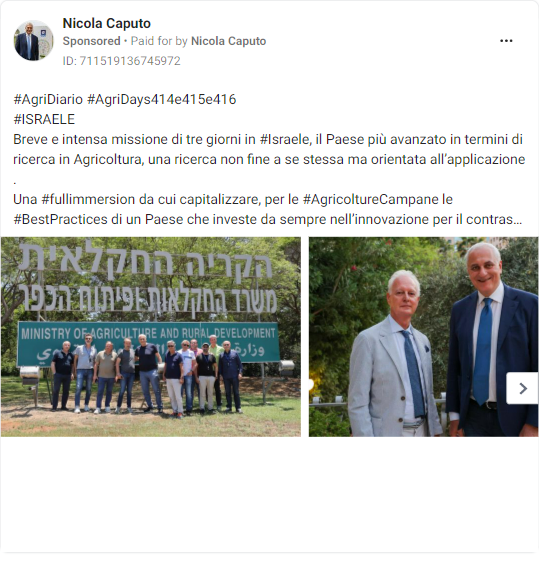 Nicola Caputo
Sponsored • Paid for by Nicola Caputo
ID: 711519136745972
#AgriDiario #AgriDays414e415e416
#ISRAELE
Breve e intensa missione di tre giorni in #Israele, il Paese più avanzato in termini di
ricerca in Agricoltura, una ricerca non fine a se stessa ma orientata all’applicazione
.
Una #fullimmersion da cui capitalizzare, per le #AgricoltureCampane le
#BestPractices di un Paese che investe da sempre nell’innovazione per il contras...
הקריה החקלאית
משרד החקלאות ופיתוח הכפר
MINISTRY OF AGRICULTURE AND RURAL DEVELOPMENT
وزارة